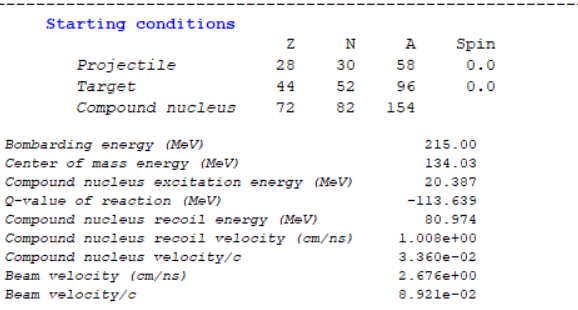 Starting conditions
Z N A Spin
Projectile 28 30 58 0.0
Target 44 52 96 0.0
Compound nucleus 72 82 154
Bombarding energy (MeV) 215.00
Center of mass energy (MeV) 134.03
Compound nucleus excitation energy (MeV) 20.387
Q-value of reaction (MeV) -113.639
Compound nucleus recoil energy (MeV) 80.974
Compound nucleus recoil velocity (cm/ns) 1.008e+00
Compound nucleus velocity/c 3.360e-02
Beam velocity (cm/ns) 2.676e+00
Beam velocity/c 8.921e-02